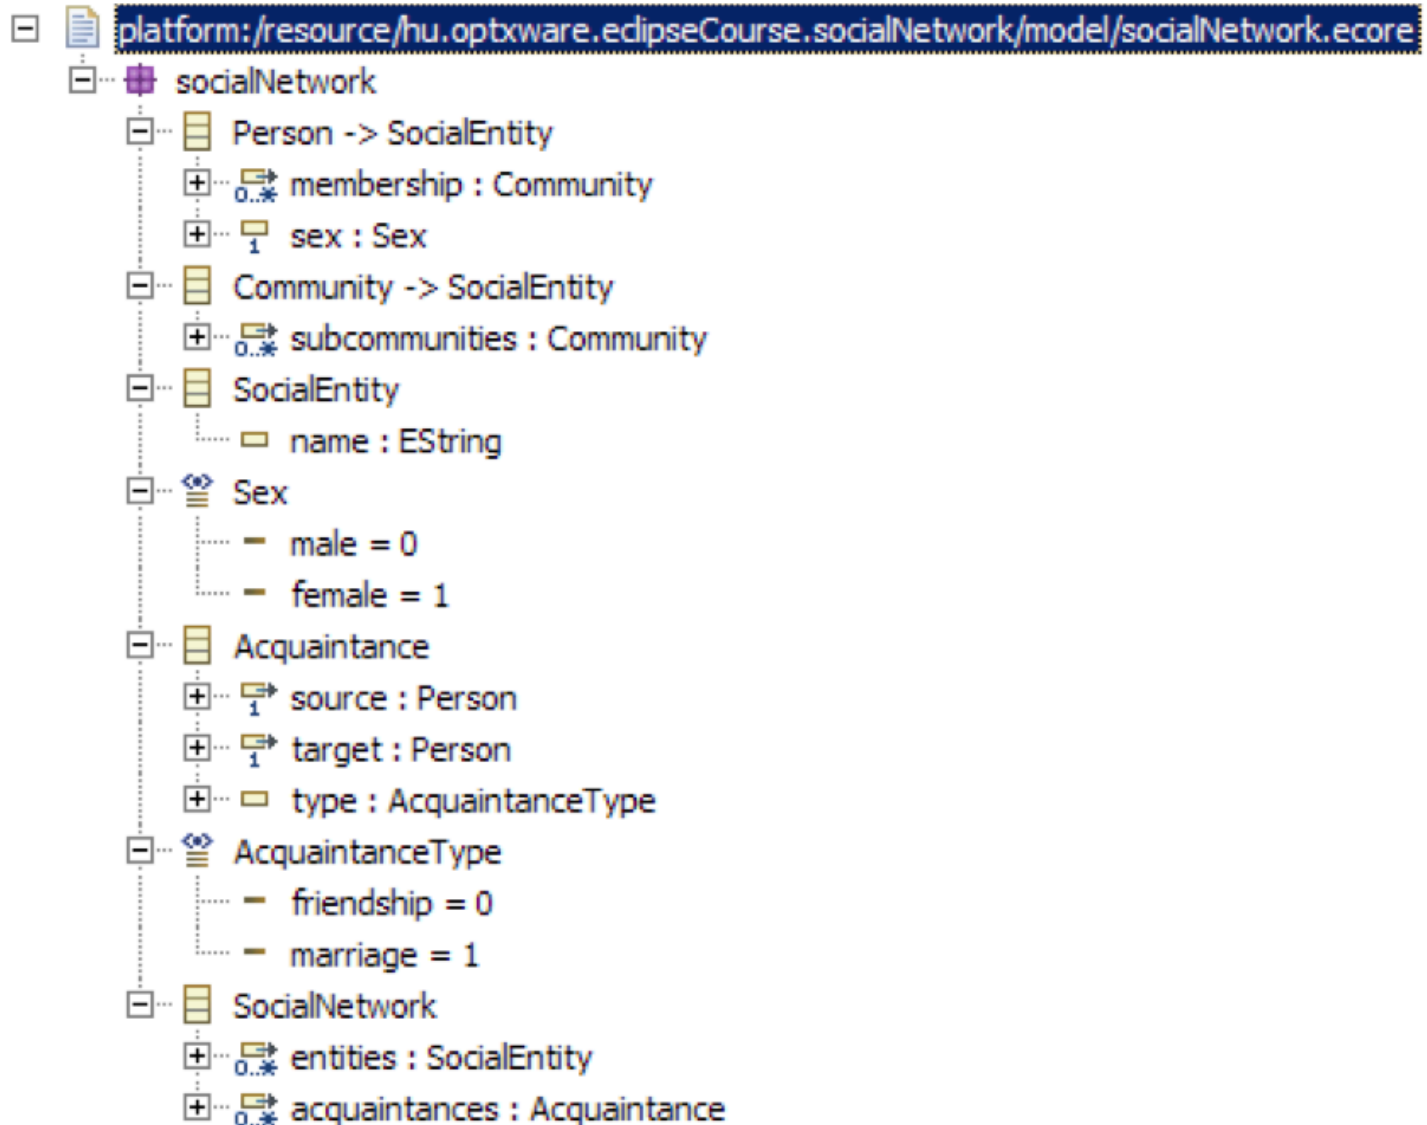 platform:/resource/hu.optxware.eclipseCourse.socialNetwork/model/socialNetwork.ecore
socialNetwork
Person -> SocialEntity
0..* membership : Community
1 sex : Sex
Community -> SocialEntity
0..* subcommunities : Community
SocialEntity
name : EString
Sex
male = 0
female = 1
Acquaintance
1 source : Person
1 target : Person
type : AcquaintanceType
AcquaintanceType
friendship = 0
marriage = 1
SocialNetwork
0..* entities : SocialEntity
0..* acquaintances : Acquaintance